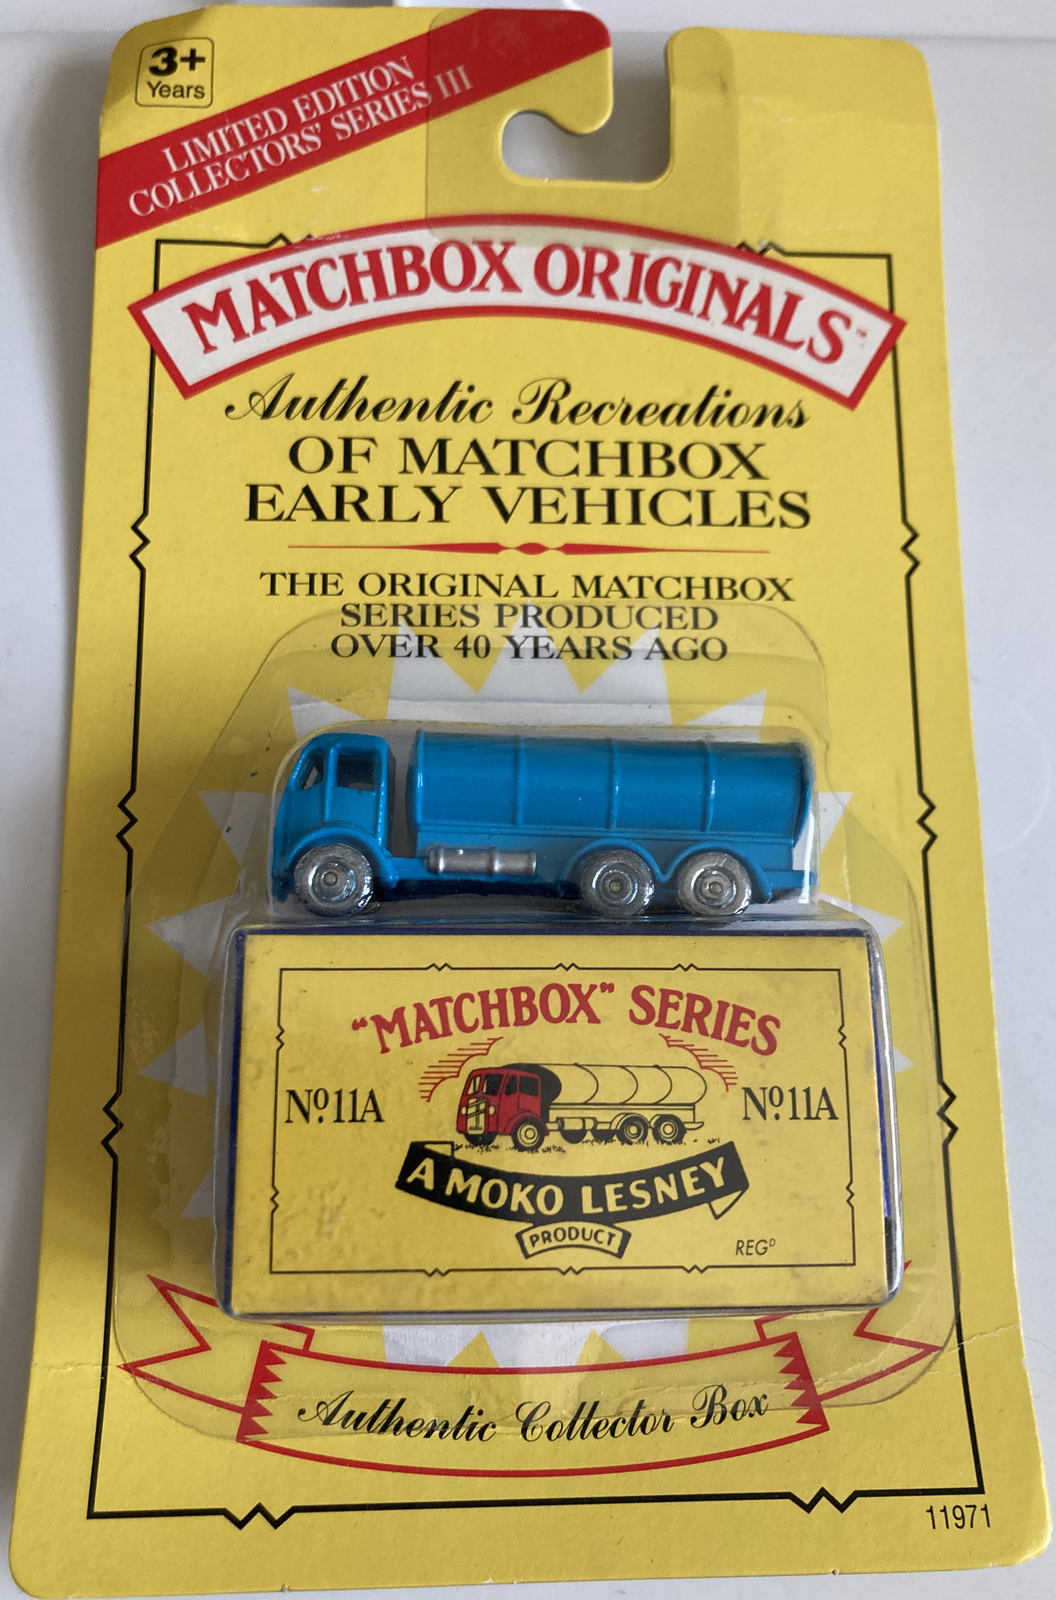 3+
Years
LIMITED EDITION
COLLECTORS' SERIES III
MATCHBOX ORIGINALS™
Authentic Recreations
OF MATCHBOX
EARLY VEHICLES
THE ORIGINAL MATCHBOX
SERIES PRODUCED
OVER 40 YEARS AGO
"MATCHBOX" SERIES
Nº11A
Nº11A
A MOKO LESNEY
PRODUCT
REGD
Authentic Collector Box
11971